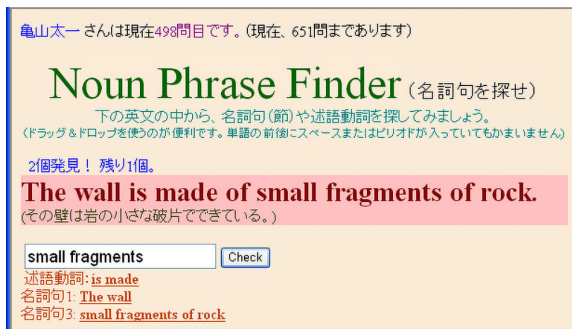 亀山太一 さんは現在498問目です。(現在、651問まであります)
Noun Phrase Finder (名詞句を探せ)
下の英文の中から、名詞句(節)や述語動詞を探してみましょう。
(ドラッグ&ドロップを使うのが便利です。単語の前後にスペースまたはピリオドが入っていてもかまいません)
2個発見! 残り1個。
The wall is made of small fragments of rock.
(その壁は岩の小さな破片でできている。)
small fragments Check
述語動詞: is made
名詞句1: The wall
名詞句3: small fragments of rock